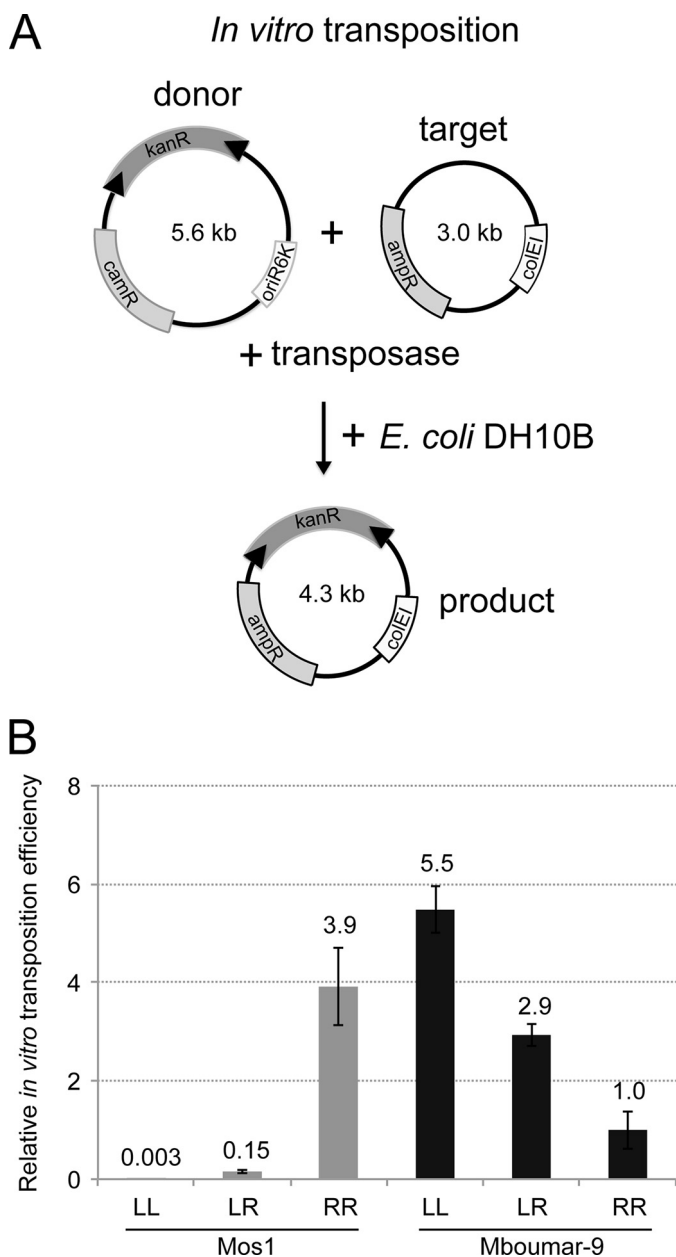 A
In vitro transposition
donor
target
kanR
camR
oriR6K
5.6 kb
+
ampR
colEI
3.0 kb
+ transposase
+ E. coli DH10B
kanR
ampR
colEI
4.3 kb
product
B
Relative in vitro transposition efficiency
8
6
4
2
0
0.003
0.15
3.9
5.5
2.9
1.0
LL LR RR LL LR RR
Mos1 Mboumar-9